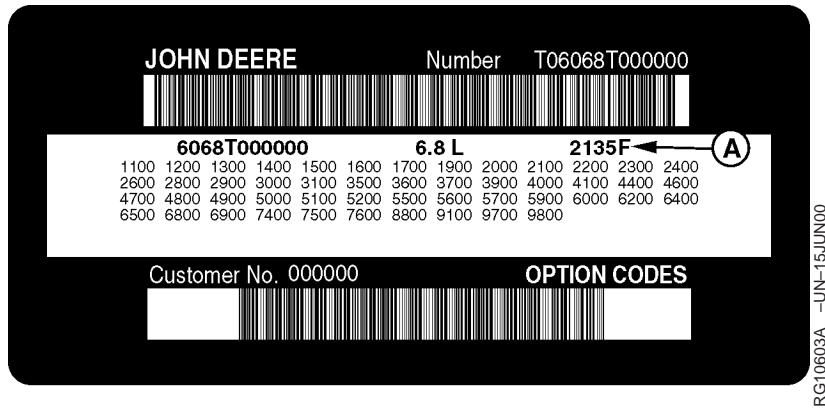 JOHN DEERE Number T06068T000000
6068T000000 6.8 L 2135F A
1100 1200 1300 1400 1500 1600 1700 1900 2000 2100 2200 2300 2400
2600 2800 2900 3000 3100 3500 3600 3700 3900 4000 4100 4400 4600
4700 4800 4900 5000 5100 5200 5500 5600 5700 5900 6000 6200 6400
6500 6800 6900 7400 7500 7600 8800 9100 9700 9800
Customer No. 000000 OPTION CODES
RG10603A –UN–15JUN00